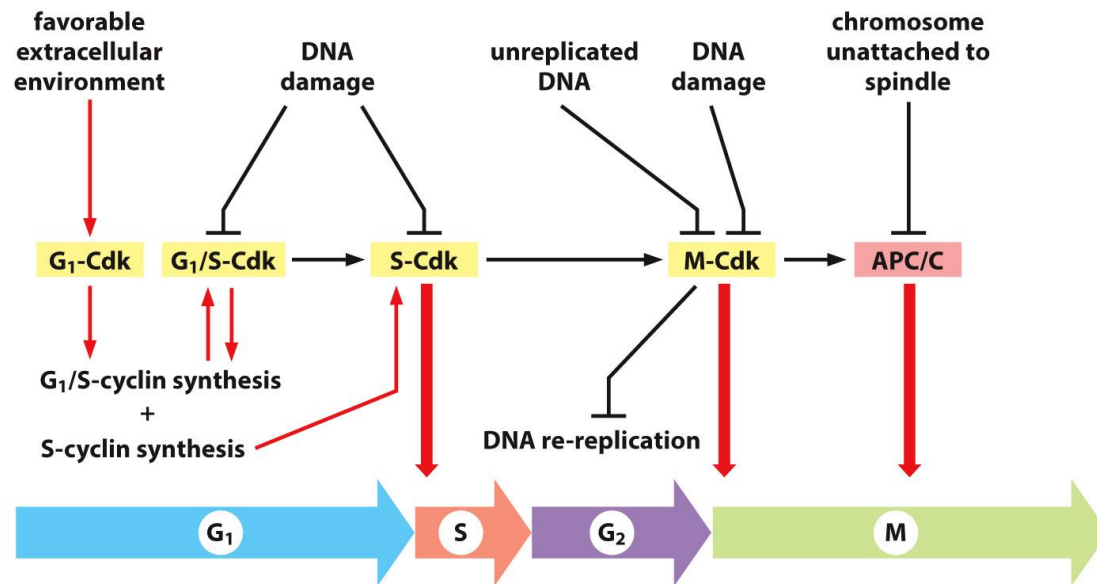 favorable
extracellular
environment
DNA
damage
unreplicated
DNA
DNA
damage
chromosome
unattached to
spindle
G₁-Cdk
G₁/S-Cdk
S-Cdk
M-Cdk
APC/C
G₁/S-cyclin synthesis
+
S-cyclin synthesis
DNA re-replication
G₁
S
G₂
M